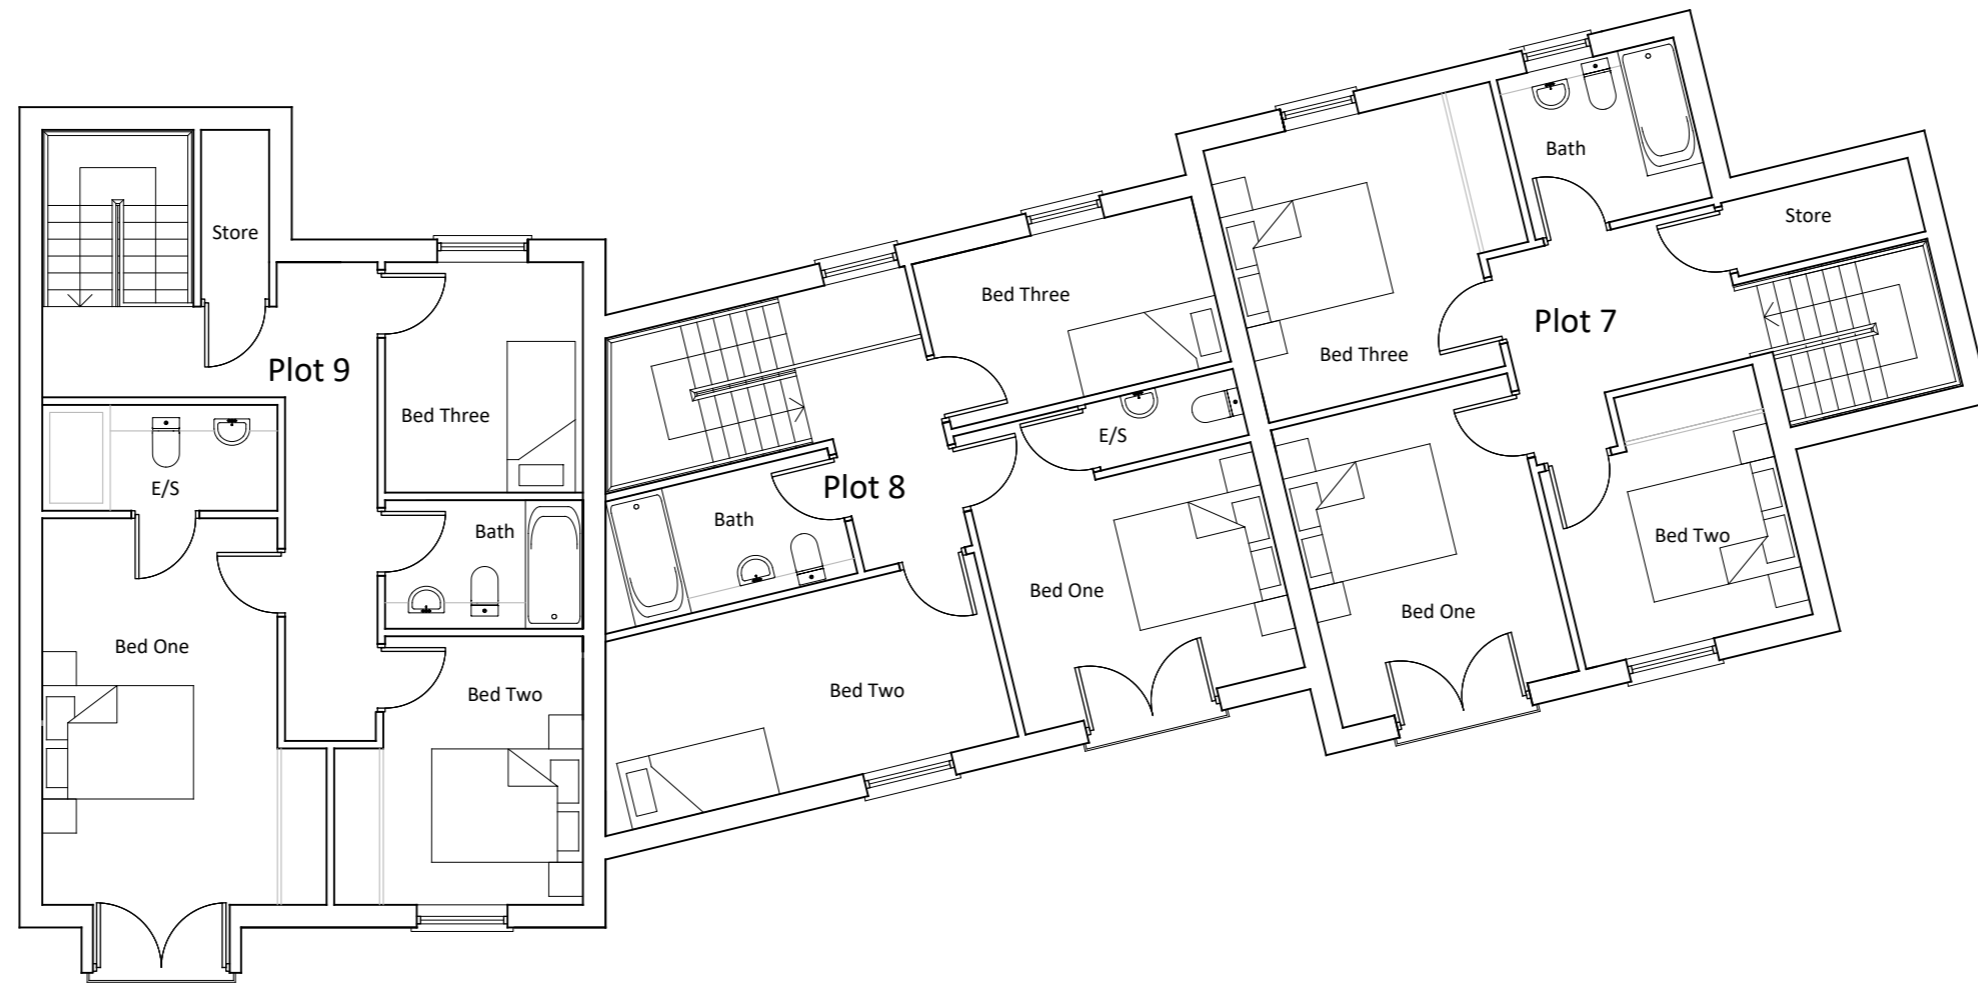 Store
Plot 9
Bed Three
E/S
Bath
Bed One
Bed Two
Bed Three
E/S
Plot 8
Bath
Bed One
Bed Two
Bath
Store
Plot 7
Bed Three
Bed Two
Bed One